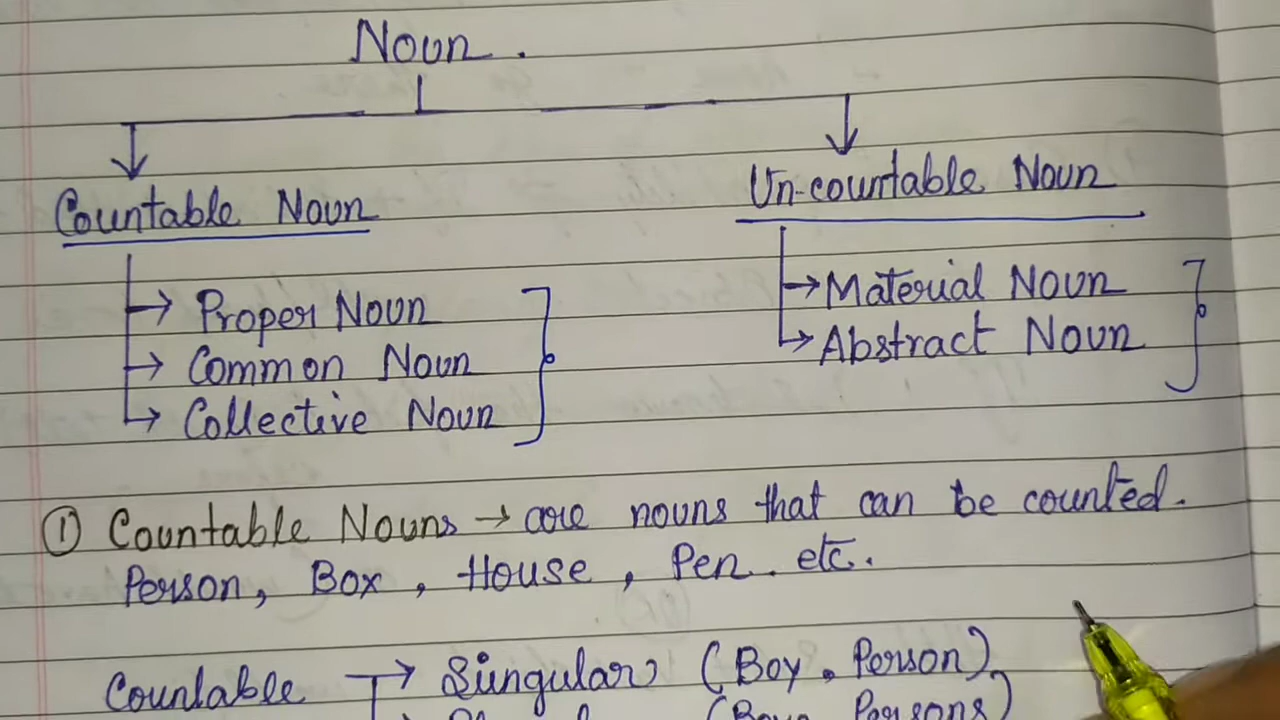 Noun.
Countable Noun
Un-countable Noun
→ Proper Noun
→ Common Noun
→ Collective Noun
→ Material Noun
→ Abstract Noun
① Countable Nouns → are nouns that can be counted.
Person, Box, House, Pen. etc.
Countable → Singular (Boy, Person)
Persons)